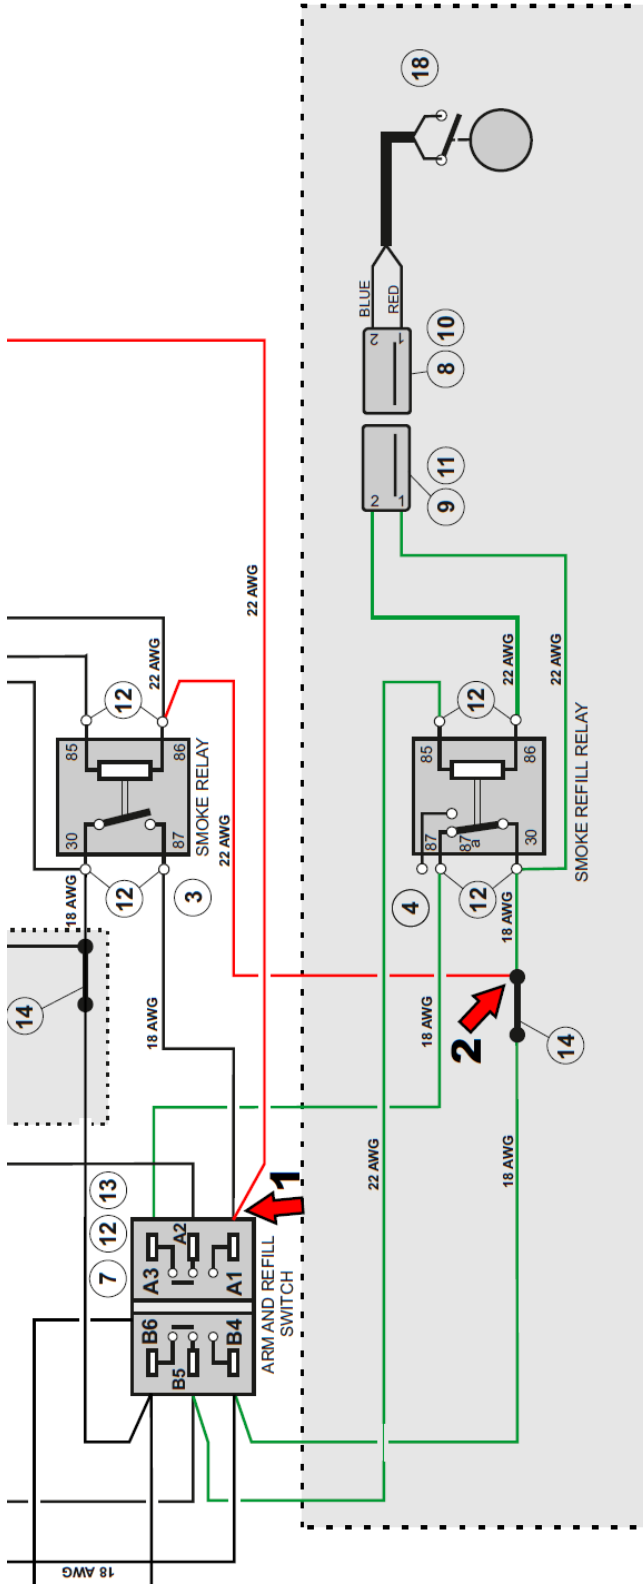 18
BLUE
RED
2
1
8
10
2
1
9
11
22 AWG
22 AWG
22 AWG
22 AWG
12
85
86
30
87
SMOKE RELAY
22 AWG
12
3
18 AWG
14
18 AWG
12
85
86
87
87
a
30
SMOKE REFILL RELAY
4
12
18 AWG
18 AWG
2
14
22 AWG
18 AWG
13
12
7
1
A3
A2
A1
B6
B5
B4
ARM AND REFILL
SWITCH
18 AWG